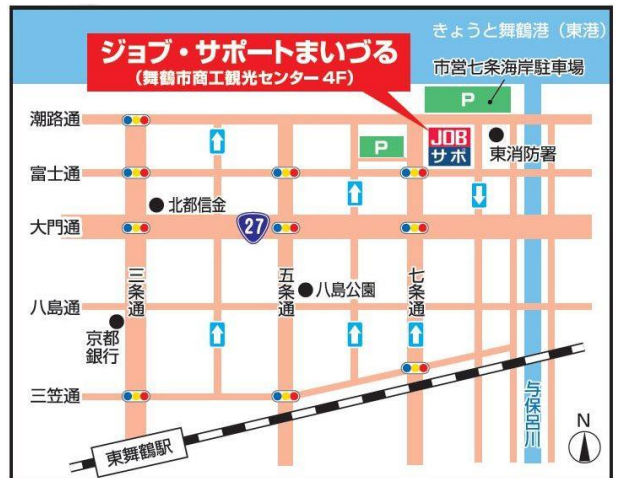 きょうと舞鶴港（東港）
ジョブ・サポートまいづる
（舞鶴市商工観光センター4F）
市営七条海岸駐車場
P
潮路通
P
JOB
サポ
東消防署
富士通
北都信金
大門通
27
三条通
五条通
七条通
八島公園
八島通
京都
銀行
与保呂川
三笠通
東舞鶴駅
N